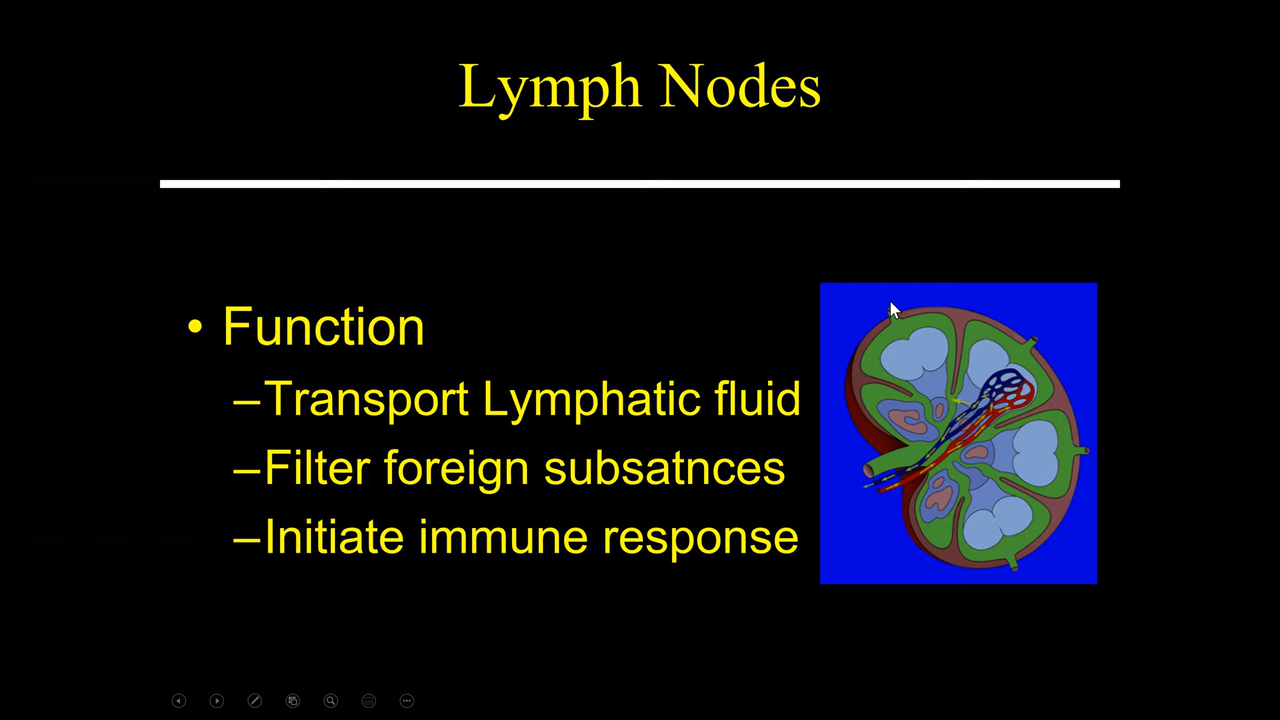 Lymph Nodes
• Function
–Transport Lymphatic fluid
–Filter foreign subsatnces
–Initiate immune response